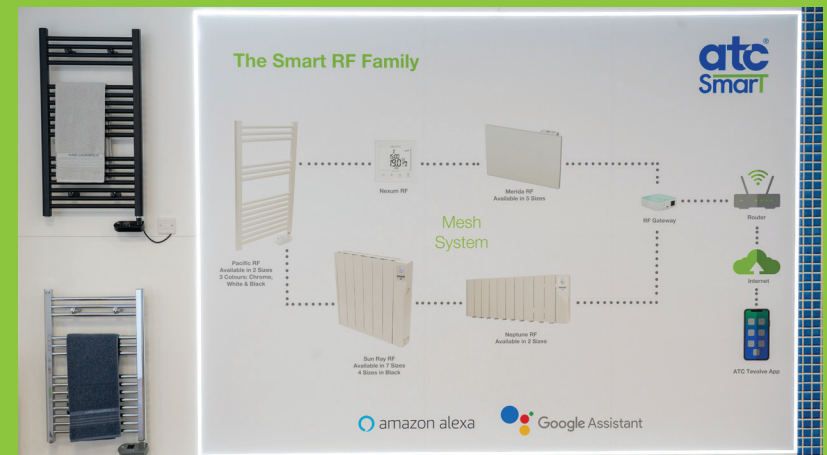 The Smart RF Family
atc®
SmarT
Nexum RF
Merida RF
Available in 5 Sizes
RF Gateway
Router
Mesh
System
Pacific RF
Available in 2 Sizes
3 Colours: Chrome,
White & Black
Internet
Neptune RF
Available in 2 Sizes
Sun Ray RF
Available in 7 Sizes
4 Sizes in Black
ATC Tevolve App
amazon alexa
Google Assistant